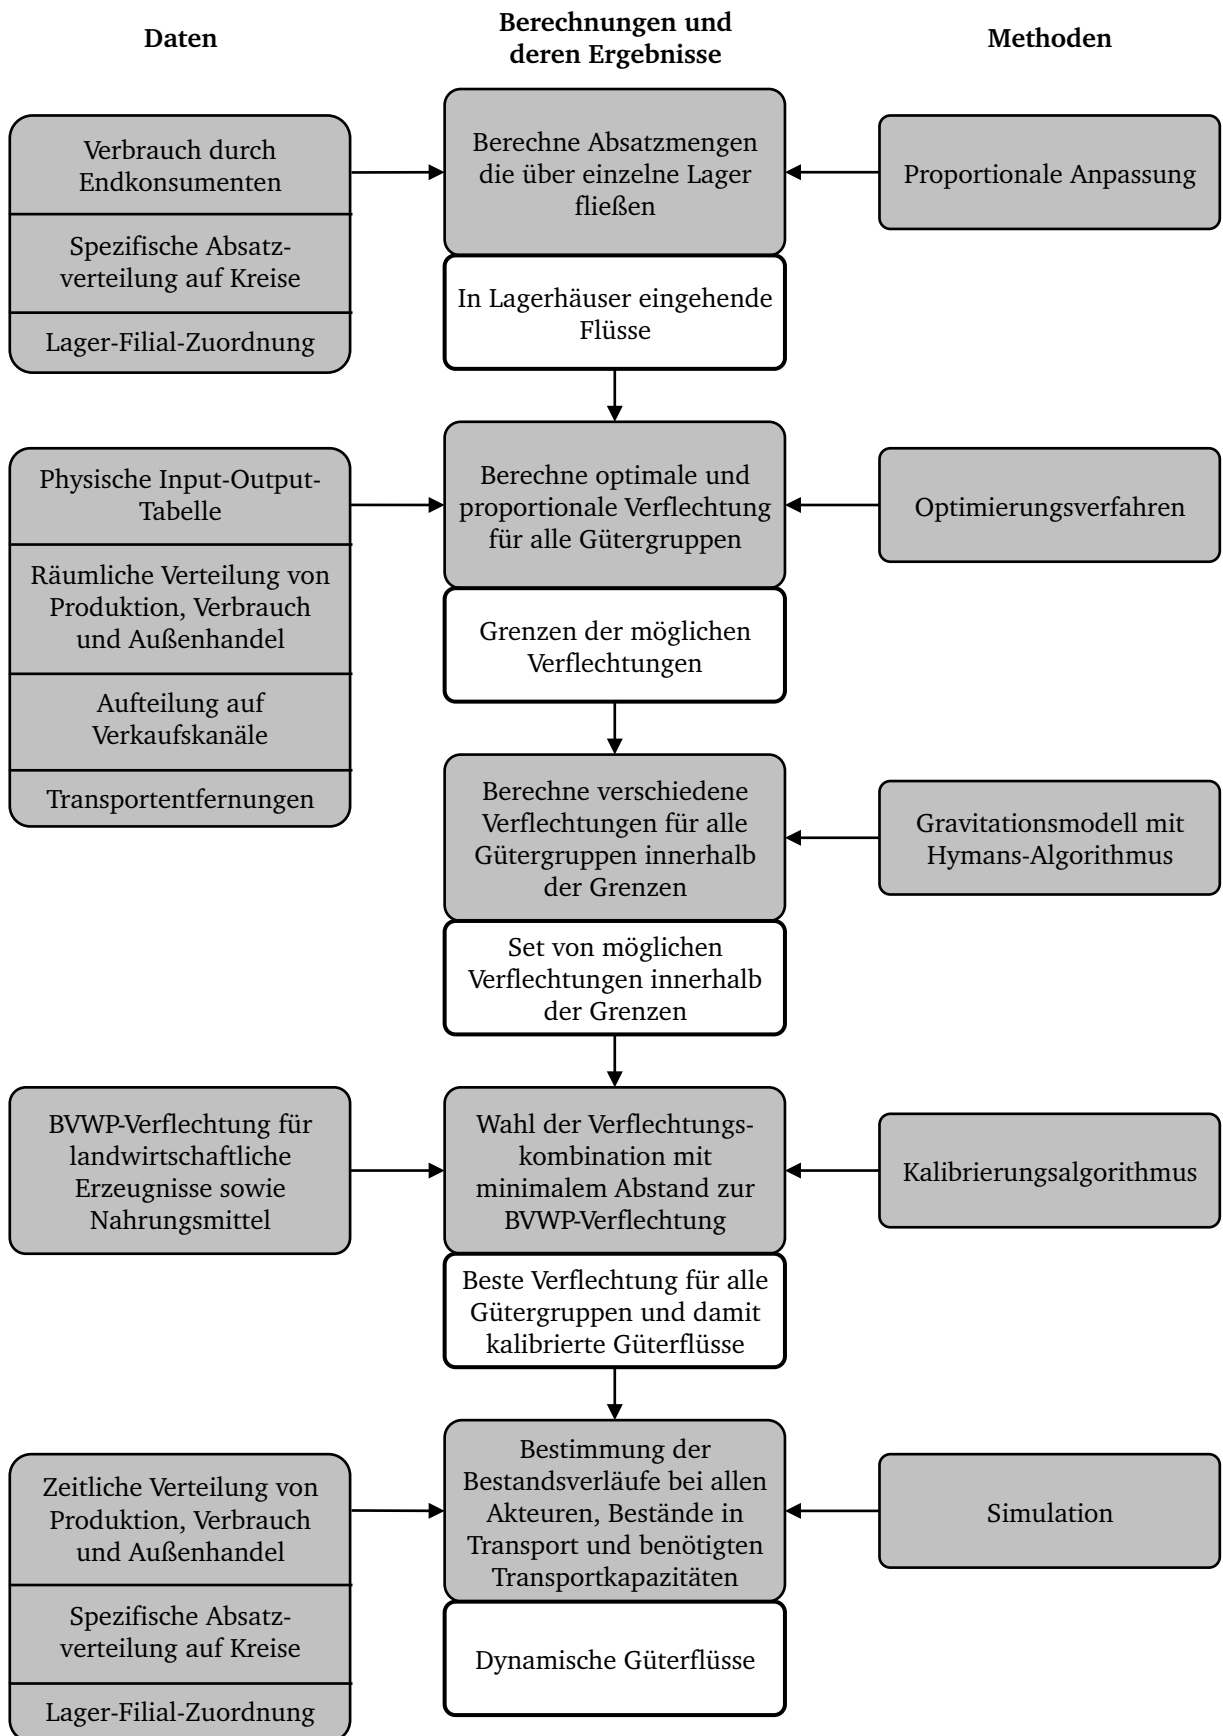 Daten
Berechnungen und
deren Ergebnisse
Methoden
Verbrauch durch
Endkonsumenten
Spezifische Absatz-
verteilung auf Kreise
Lager-Filial-Zuordnung
Berechne Absatzmengen
die über einzelne Lager
fließen
In Lagerhäuser eingehende
Flüsse
Proportionale Anpassung
Physische Input-Output-
Tabelle
Räumliche Verteilung von
Produktion, Verbrauch
und Außenhandel
Aufteilung auf
Verkaufskanäle
Transportentfernungen
Berechne optimale und
proportionale Verflechtung
für alle Gütergruppen
Grenzen der möglichen
Verflechtungen
Optimierungsverfahren
Berechne verschiedene
Verflechtungen für alle
Gütergruppen innerhalb
der Grenzen
Set von möglichen
Verflechtungen innerhalb
der Grenzen
Gravitationsmodell mit
Hymans-Algorithmus
BVWP-Verflechtung für
landwirtschaftliche
Erzeugnisse sowie
Nahrungsmittel
Wahl der Verflechtungs-
kombination mit
minimalem Abstand zur
BVWP-Verflechtung
Beste Verflechtung für alle
Gütergruppen und damit
kalibrierte Güterflüsse
Kalibrierungsalgorithmus
Zeitliche Verteilung von
Produktion, Verbrauch
und Außenhandel
Spezifische Absatz-
verteilung auf Kreise
Lager-Filial-Zuordnung
Bestimmung der
Bestandsverläufe bei allen
Akteuren, Bestände in
Transport und benötigten
Transportkapazitäten
Dynamische Güterflüsse
Simulation